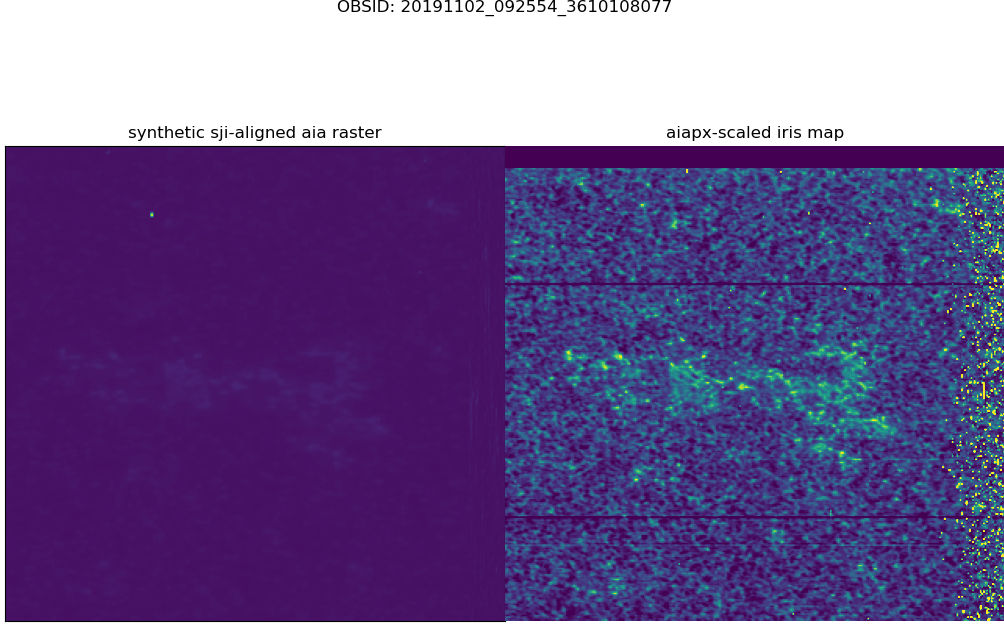 OBSID: 20191102_092554_3610108077
synthetic sji-aligned aia raster
aiapx-scaled iris map